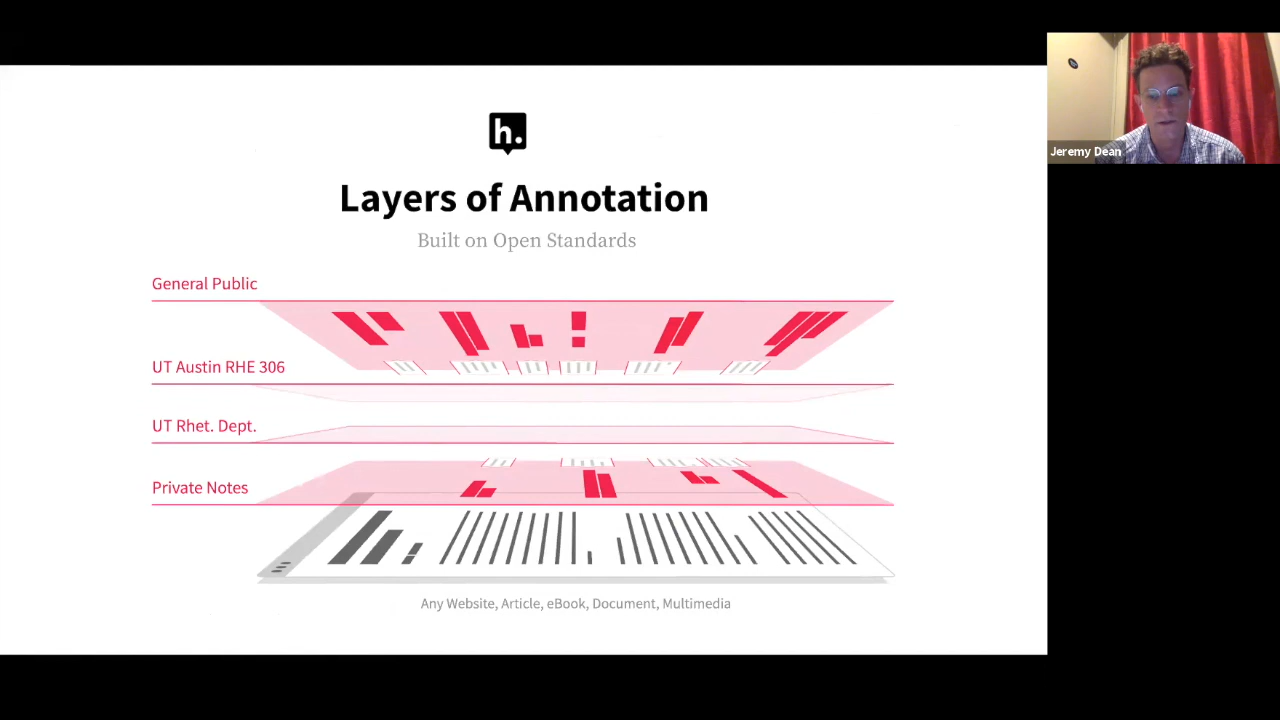 h.
Layers of Annotation
Built on Open Standards
General Public
UT Austin RHE 306
UT Rhet. Dept.
Private Notes
Any Website, Article, eBook, Document, Multimedia
Jeremy Dean